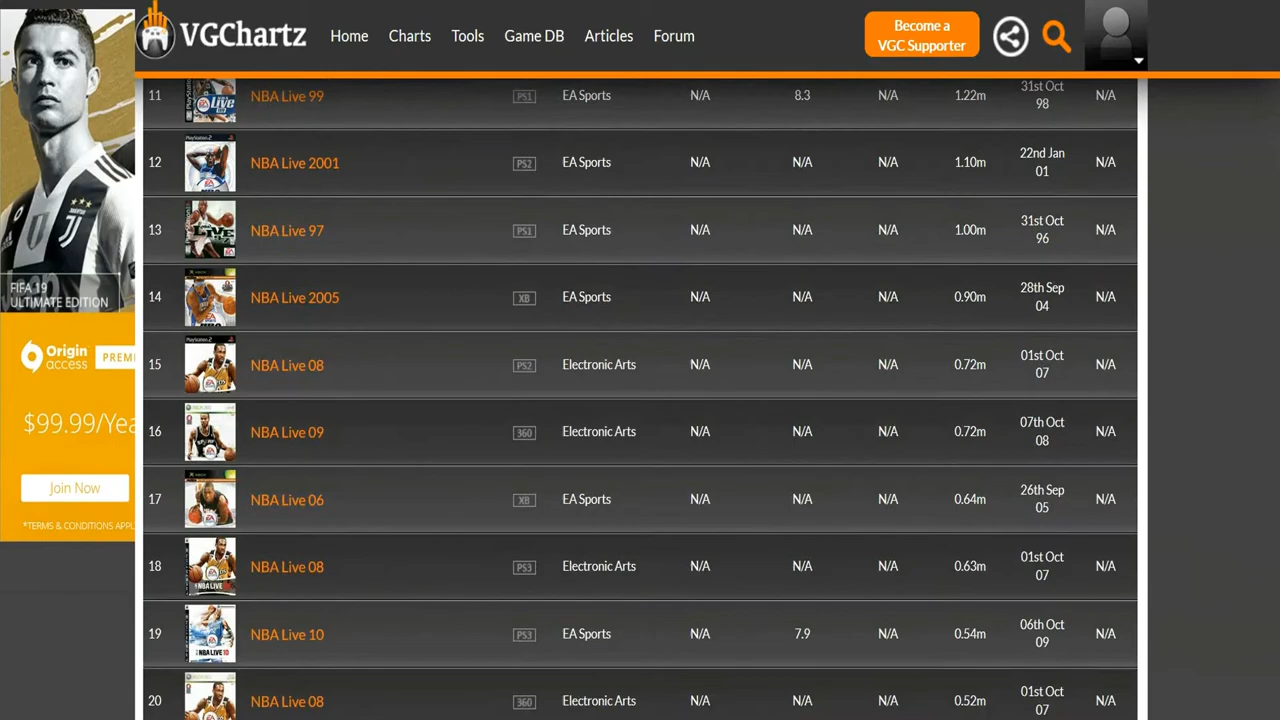 VGChartz Home Charts Tools Game DB Articles Forum Become a
VGC Supporter
11 NBA Live 99 PS1 EA Sports N/A 8.3 N/A 1.22m 31st Oct
98 N/A
12 NBA Live 2001 PS2 EA Sports N/A N/A N/A 1.10m 22nd Jan
01 N/A
13 NBA Live 97 PS1 EA Sports N/A N/A N/A 1.00m 31st Oct
96 N/A
14 NBA Live 2005 XB EA Sports N/A N/A N/A 0.90m 28th Sep
04 N/A
15 NBA Live 08 PS2 Electronic Arts N/A N/A N/A 0.72m 01st Oct
07 N/A
16 NBA Live 09 360 Electronic Arts N/A N/A N/A 0.72m 07th Oct
08 N/A
17 NBA Live 06 XB EA Sports N/A N/A N/A 0.64m 26th Sep
05 N/A
18 NBA Live 08 PS3 Electronic Arts N/A N/A N/A 0.63m 01st Oct
07 N/A
19 NBA Live 10 PS3 EA Sports N/A 7.9 N/A 0.54m 06th Oct
09 N/A
20 NBA Live 08 360 Electronic Arts N/A N/A N/A 0.52m 01st Oct
07 N/A
FIFA 19
ULTIMATE EDITION
Origin
access PREM
$99.99/Yea
Join Now
*TERMS & CONDITIONS APPL